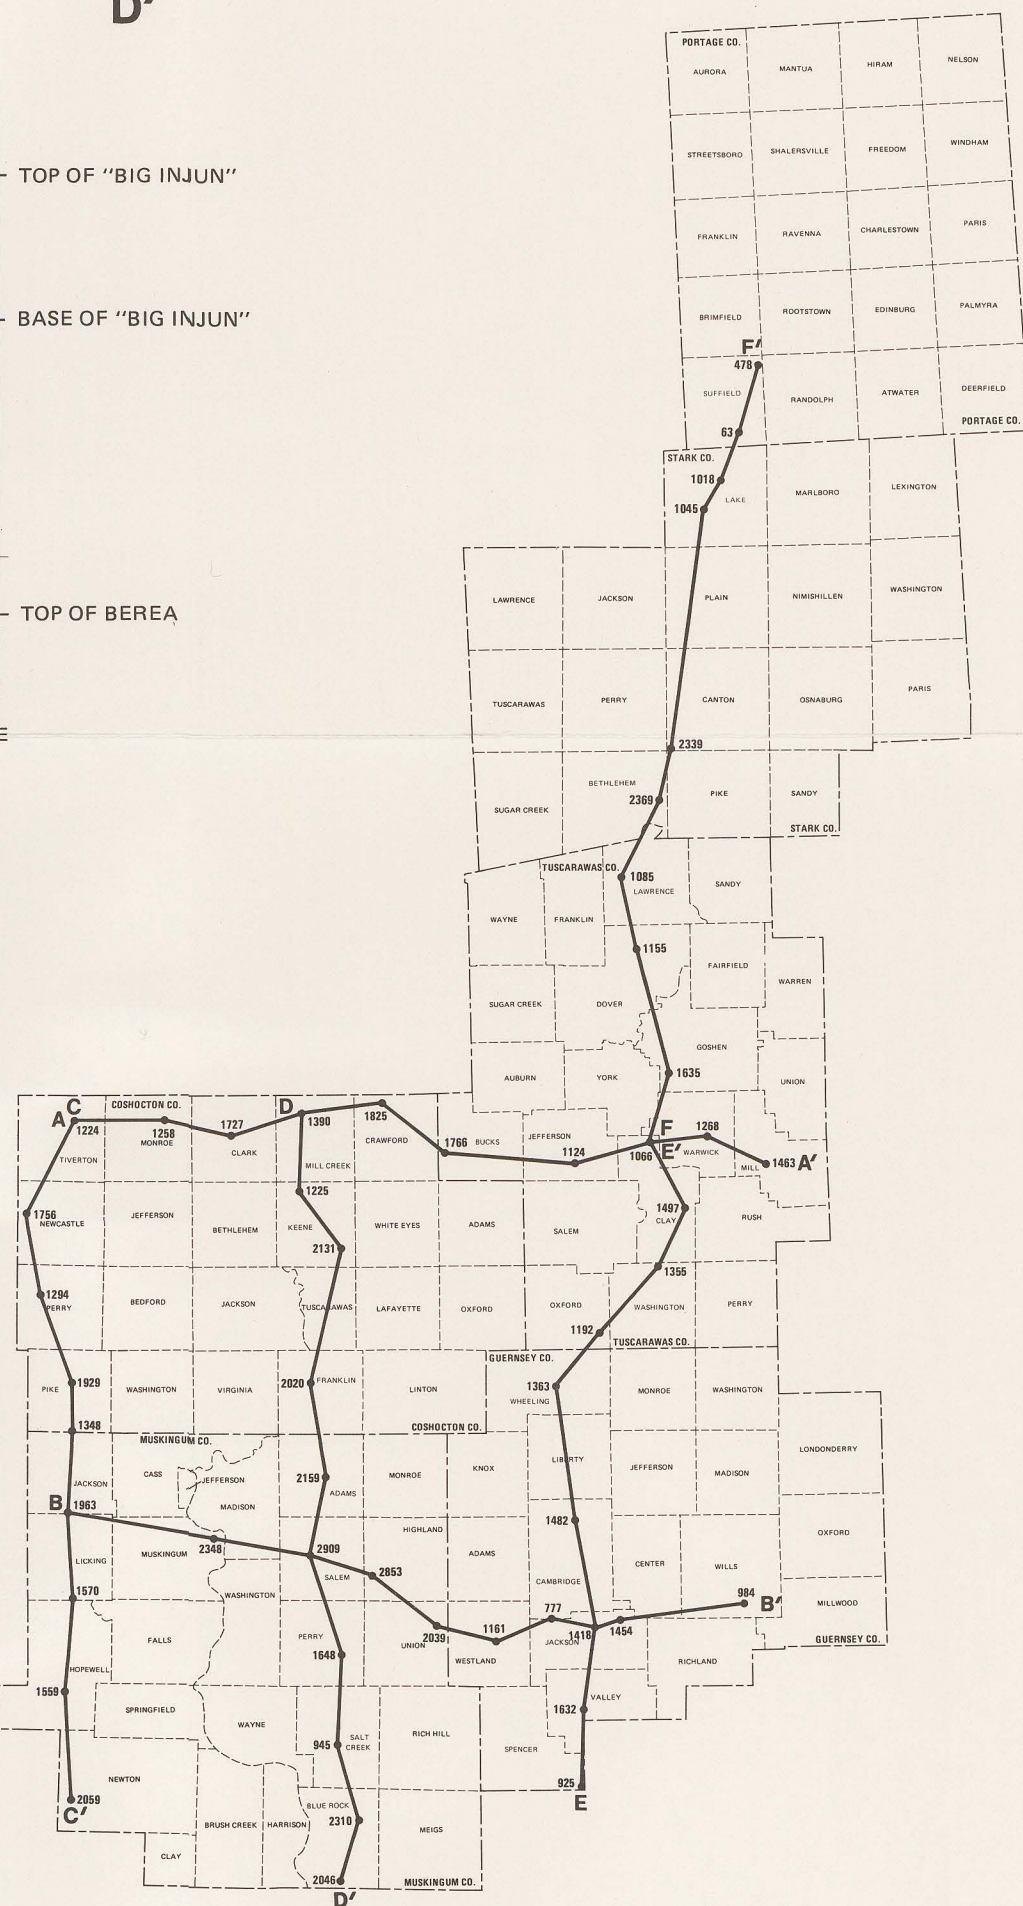 D′
TOP OF "BIG INJUN"
BASE OF "BIG INJUN"
TOP OF BEREA
PORTAGE CO.
AURORA
MANTUA
HIRAM
NELSON
STREETSBORO
SHALERSVILLE
FREEDOM
WINDHAM
FRANKLIN
RAVENNA
CHARLESTOWN
PARIS
BRIMFIELD
ROOTSTOWN
EDINBURG
PALMYRA
F′
478
SUFFIELD
RANDOLPH
ATWATER
DEERFIELD
PORTAGE CO.
63
STARK CO.
1018
LAKE
MARLBORO
LEXINGTON
1045
LAWRENCE
JACKSON
PLAIN
NIMISHILLEN
WASHINGTON
TUSCARAWAS
PERRY
CANTON
OSNABURG
PARIS
2339
BETHLEHEM
2369
PIKE
SANDY
SUGAR CREEK
STARK CO.
TUSCARAWAS CO.
1085
LAWRENCE
SANDY
WAYNE
FRANKLIN
1155
FAIRFIELD
WARREN
SUGAR CREEK
DOVER
GOSHEN
1635
AUBURN
YORK
UNION
A
C
1224
COSHOCTON CO.
1258
MONROE
1727
CLARK
D
1390
1825
CRAWFORD
1766
BUCKS
JEFFERSON
1124
1066
F
E′
1268
WARWICK
MILL
1463
A′
TIVERTON
MILL CREEK
1225
1756
NEWCASTLE
JEFFERSON
BETHLEHEM
KEENE
2131
WHITE EYES
ADAMS
SALEM
1497
CLAY
RUSH
1294
PERRY
BEDFORD
JACKSON
TUSCARAWAS
LAFAYETTE
OXFORD
OXFORD
1355
WASHINGTON
PERRY
1192
TUSCARAWAS CO.
GUERNSEY CO.
PIKE
1929
WASHINGTON
VIRGINIA
2020
FRANKLIN
LINTON
1363
WHEELING
MONROE
WASHINGTON
1348
COSHOCTON CO.
MUSKINGUM CO.
JACKSON
CASS
JEFFERSON
MADISON
2159
ADAMS
MONROE
KNOX
LIBERTY
JEFFERSON
MADISON
LONDONDERRY
B
1963
2348
2909
HIGHLAND
1482
OXFORD
LICKING
MUSKINGUM
SALEM
2853
ADAMS
CAMBRIDGE
CENTER
WILLS
1570
WASHINGTON
984
B′
MILLWOOD
FALLS
PERRY
UNION
2039
1161
777
JACKSON
1418
1454
GUERNSEY CO.
HOPEWELL
1648
WESTLAND
RICHLAND
1559
SPRINGFIELD
WAYNE
945
SALT
CREEK
RICH HILL
SPENCER
1632
VALLEY
NEWTON
925
E
2059
C′
BLUE ROCK
2310
BRUSH CREEK
HARRISON
MEIGS
CLAY
2046
D′
MUSKINGUM CO.